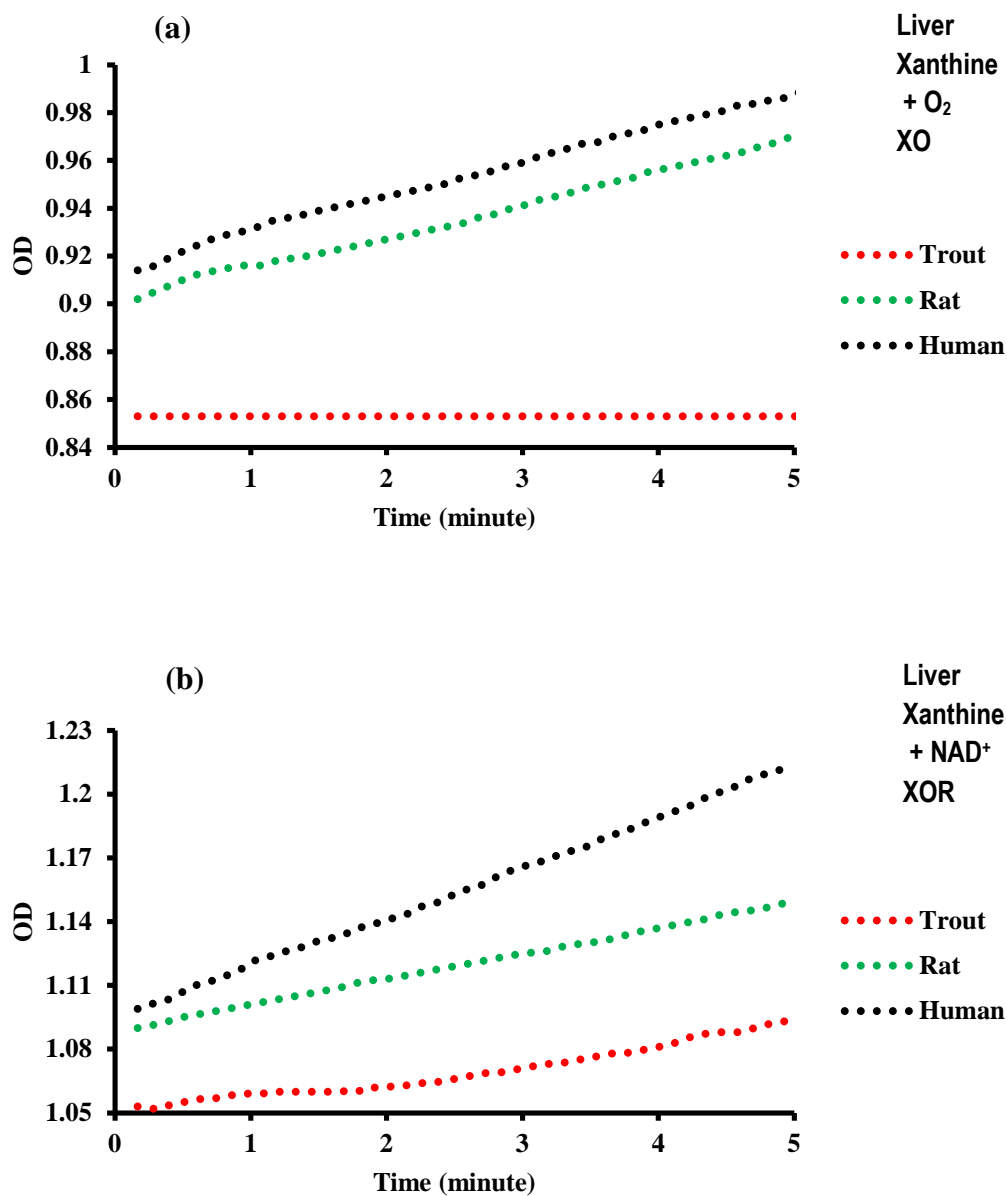 (a)
Liver
Xanthine
+ O₂
XO
1
0.98
0.96
0.94
0.92
0.9
0.88
0.86
0.84
OD
0 1 2 3 4 5
Time (minute)
Trout
Rat
Human
(b)
Liver
Xanthine
+ NAD⁺
XOR
1.23
1.2
1.17
1.14
1.11
1.08
1.05
OD
0 1 2 3 4 5
Time (minute)
Trout
Rat
Human